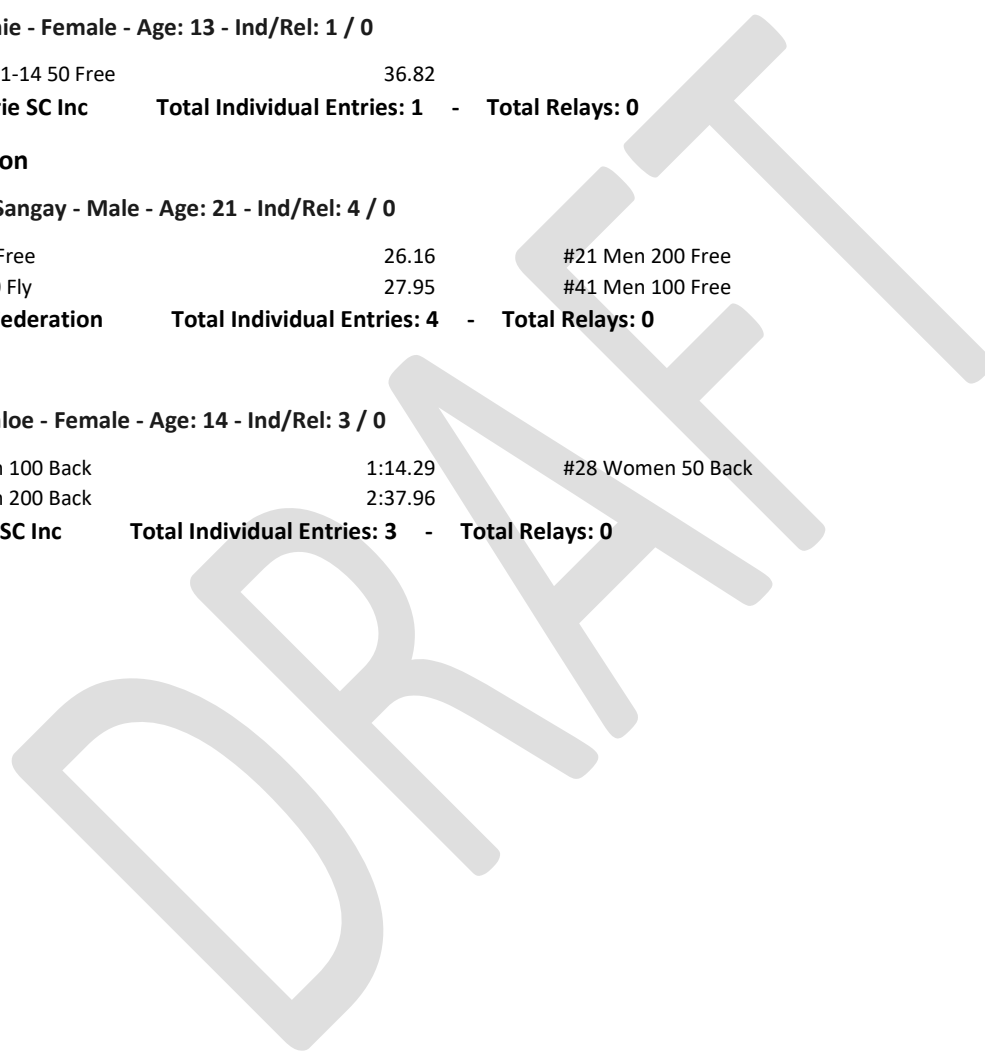 ie - Female - Age: 13 - Ind/Rel: 1 / 0
1-14 50 Free 36.82
ie SC Inc Total Individual Entries: 1 - Total Relays: 0
on
Sangay - Male - Age: 21 - Ind/Rel: 4 / 0
Free 26.16 #21 Men 200 Free
Fly 27.95 #41 Men 100 Free
ederation Total Individual Entries: 4 - Total Relays: 0
loe - Female - Age: 14 - Ind/Rel: 3 / 0
100 Back 1:14.29 #28 Women 50 Back
200 Back 2:37.96
SC Inc Total Individual Entries: 3 - Total Relays: 0
DRAFT